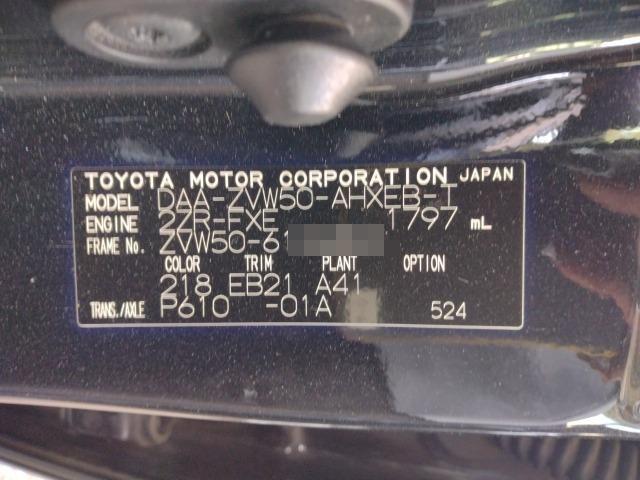 TOYOTA MOTOR CORPORATION JAPAN
MODEL DAA-ZVW50-AHXEB-I
ENGINE 2ZR-FXE 1797 mL
FRAME No. ZVW50-61
COLOR TRIM PLANT OPTION
218 EB21 A41
TRANS./AXLE P610 -01A 524